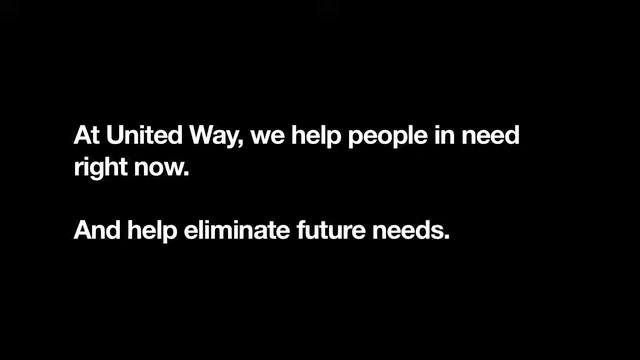 At United Way, we help people in need
right now.
And help eliminate future needs.